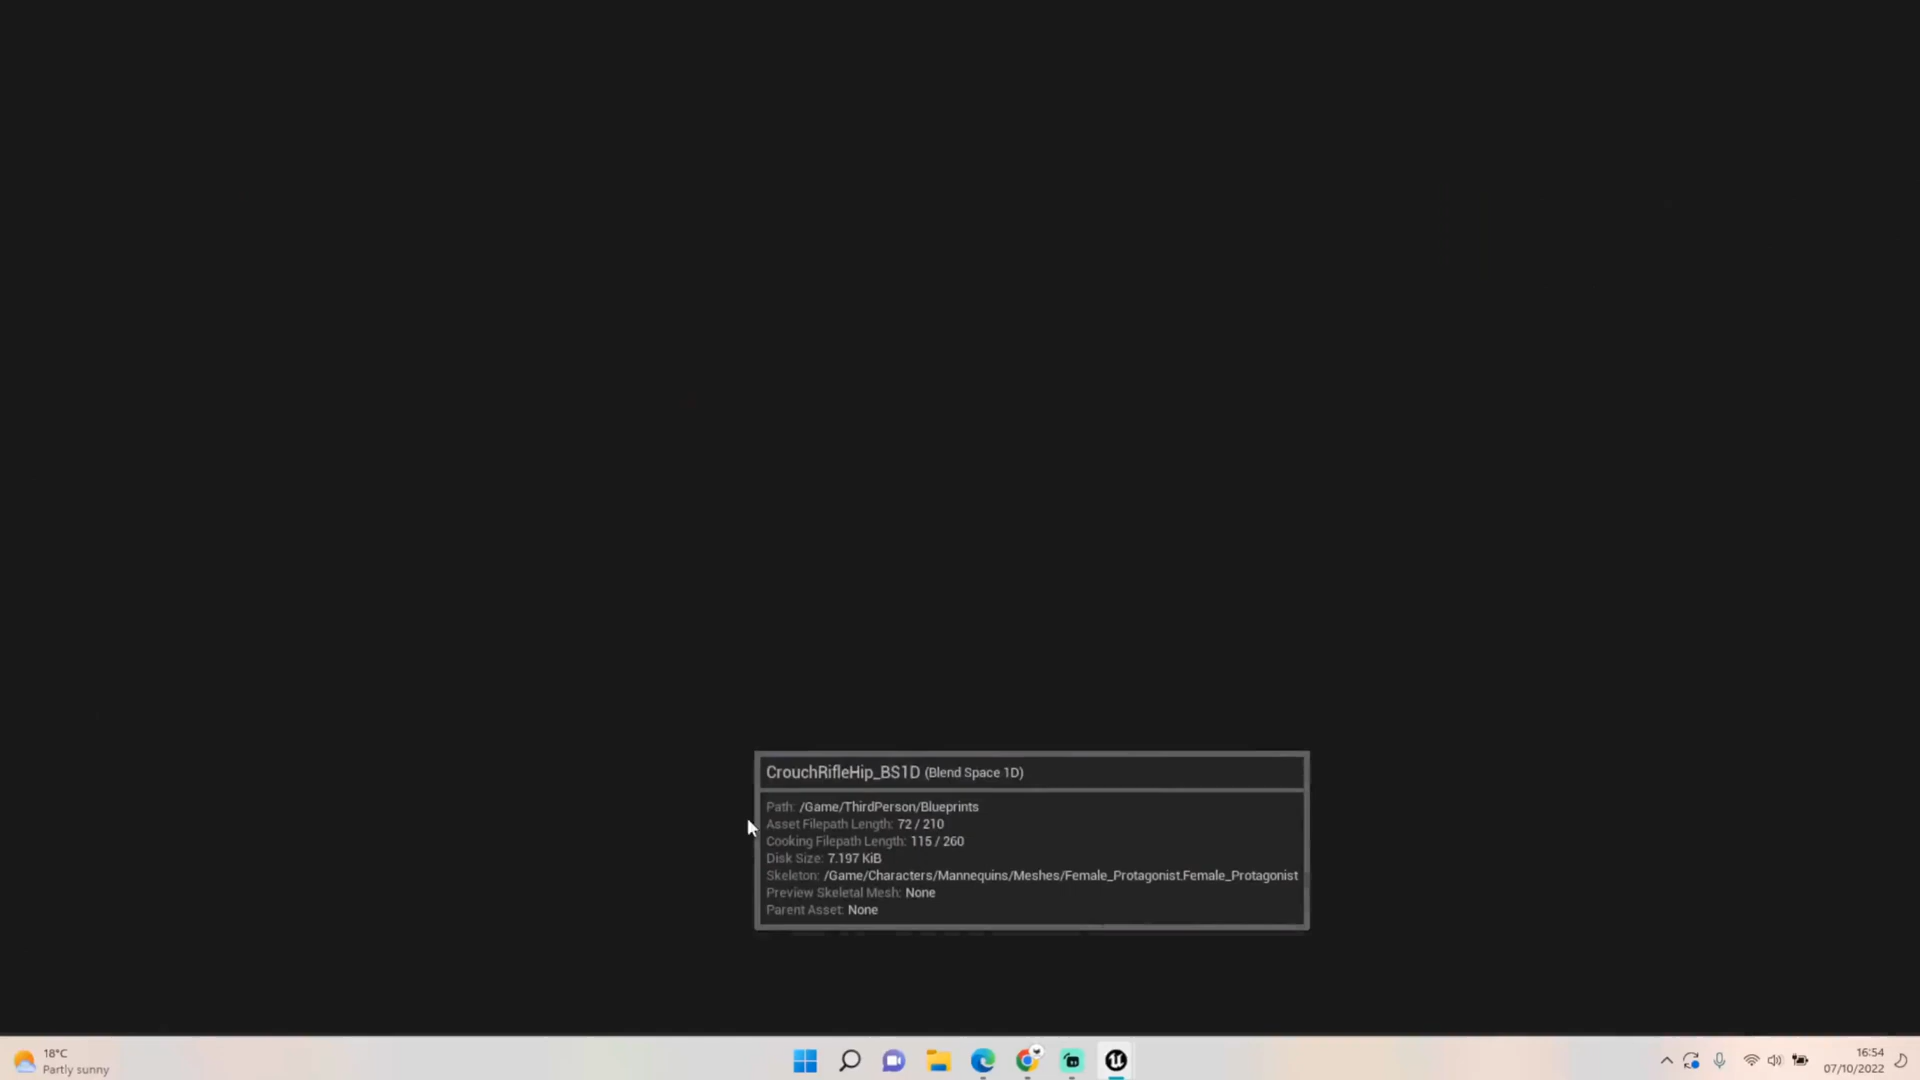 CrouchRifleHip_BS1D (Blend Space 1D)
Path: /Game/ThirdPerson/Blueprints
Asset Filepath Length: 72 / 210
Cooking Filepath Length: 115 / 260
Disk Size: 7.197 KiB
Skeleton: /Game/Characters/Mannequins/Meshes/Female_Protagonist.Female_Protagonist
Preview Skeletal Mesh: None
Parent Asset: None
18°C
Partly sunny
16:54
07/10/2022